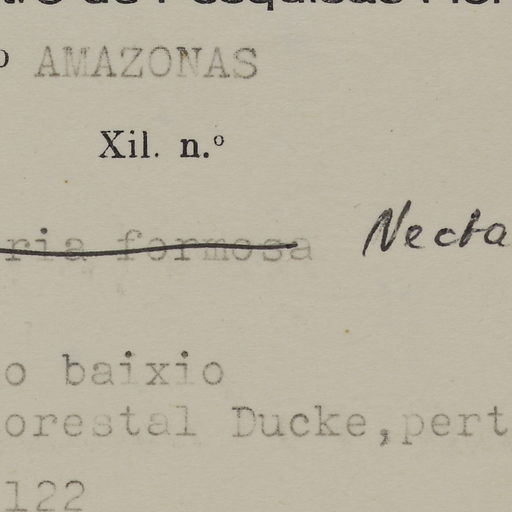 AMAZONAS
Xil. n.º
ria formosa Necta
o baixio
orestal Ducke, pert
122